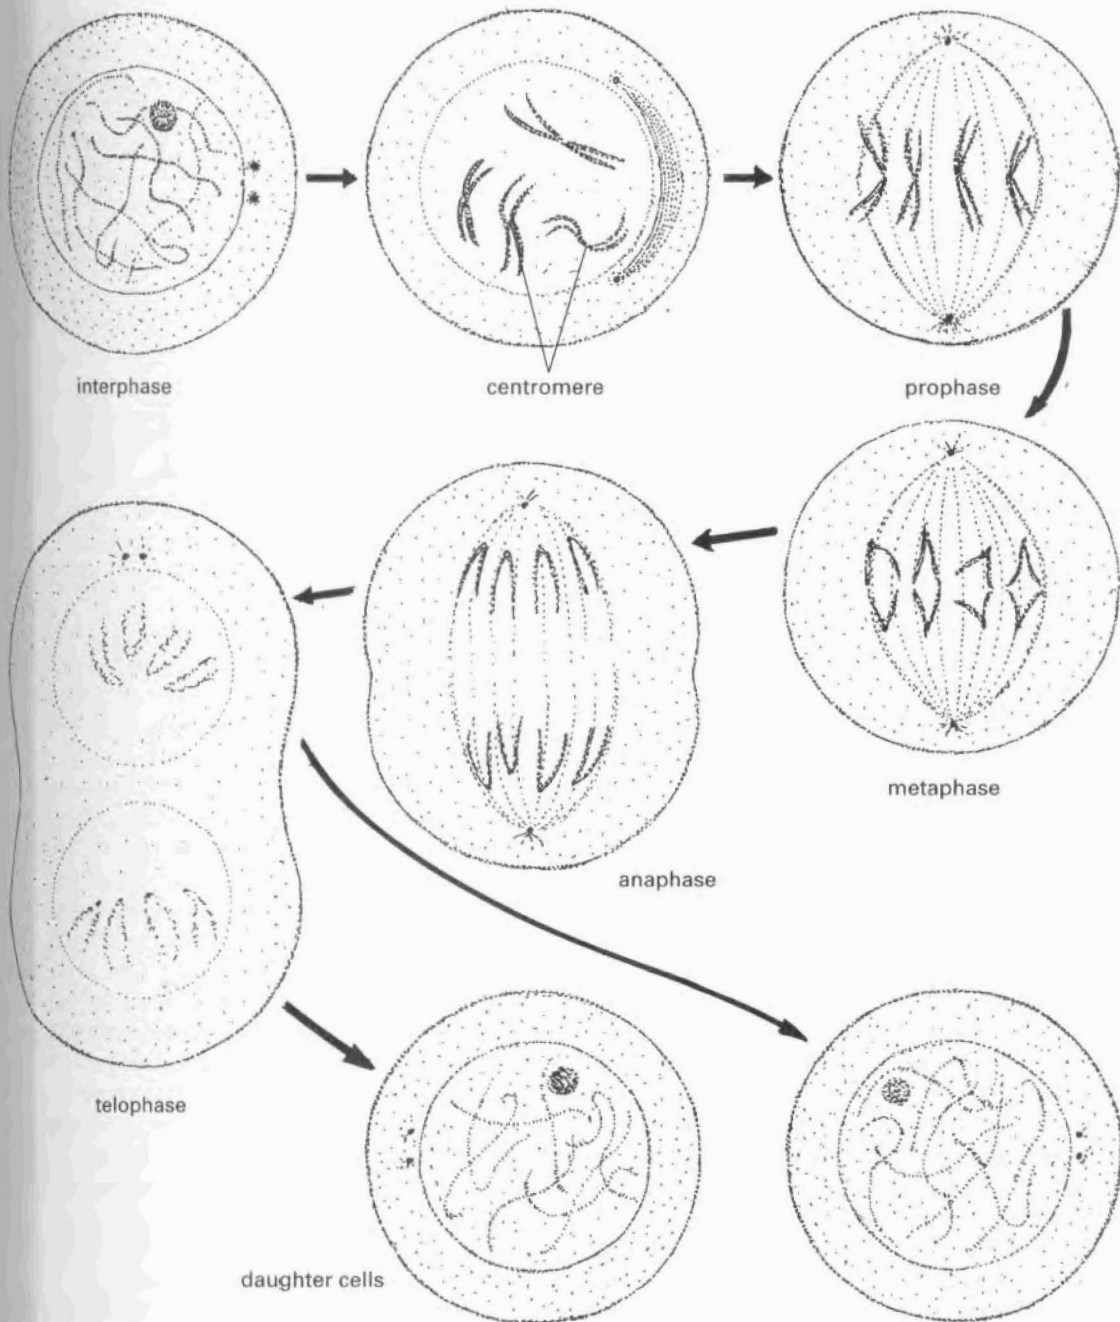 interphase
centromere
prophase
metaphase
anaphase
telophase
daughter cells